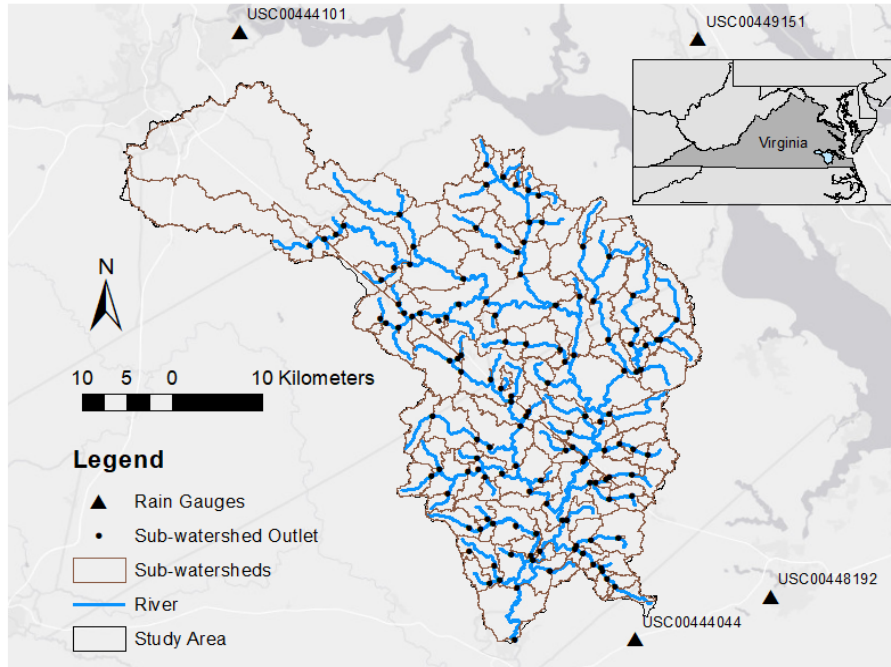 USC00444101
USC00449151
Virginia
N
10 5 0 10 Kilometers
Legend
Rain Gauges
Sub-watershed Outlet
Sub-watersheds
River
Study Area
USC00448192
USC00444044